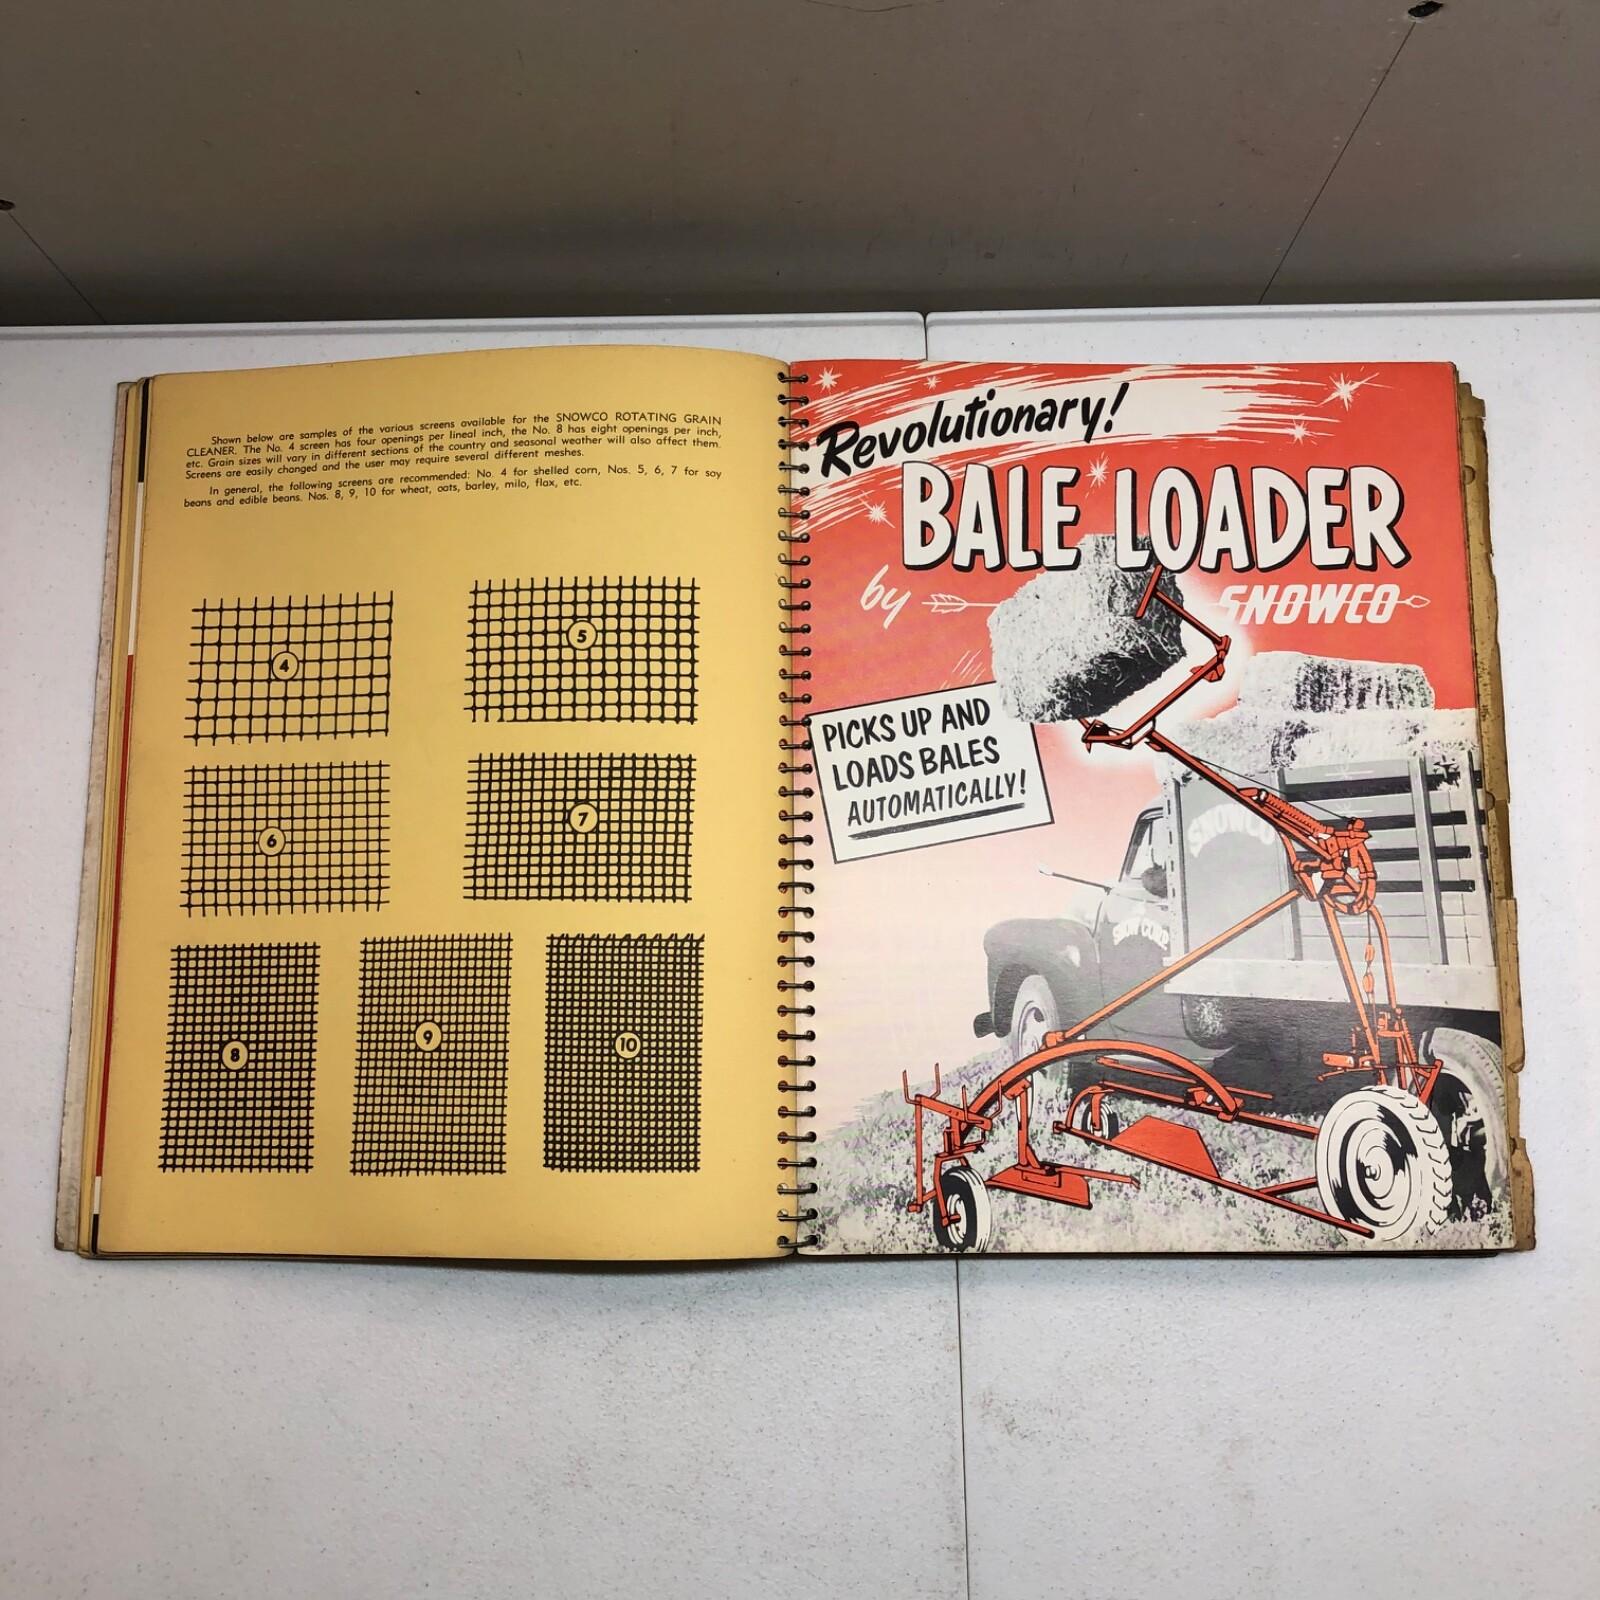 Shown below are samples of the various screens available for the SNOWCO ROTATING GRAIN
CLEANER. The No. 4 screen has four openings per lineal inch, the No. 8 has eight openings per inch,
etc. Grain sizes will vary in different sections of the country and seasonal weather will also affect them.
Screens are easily changed and the user may require several different meshes.
In general, the following screens are recommended: No. 4 for shelled corn, Nos. 5, 6, 7 for soy
beans and edible beans. Nos. 8, 9, 10 for wheat, oats, barley, milo, flax, etc.
4
5
6
7
8
9
10
Revolutionary!
BALE LOADER
by SNOWCO
PICKS UP AND
LOADS BALES
AUTOMATICALLY!
SNOWCO
SNOW CORP.